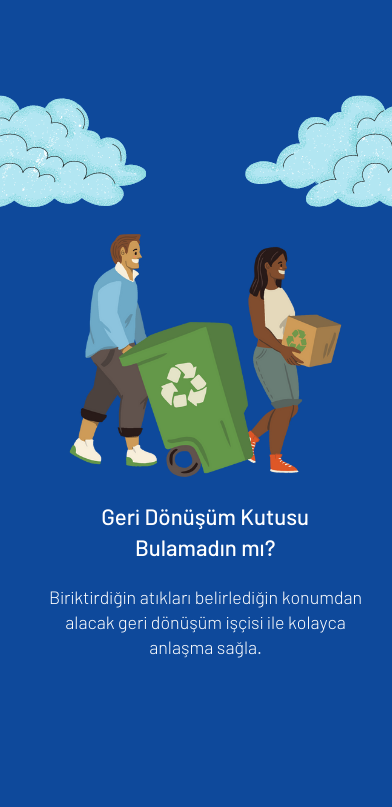 Geri Dönüşüm Kutusu
Bulamadın mı?
Biriktirdiğin atıkları belirlediğin konumdan
alacak geri dönüşüm işçisi ile kolayca
anlaşma sağla.